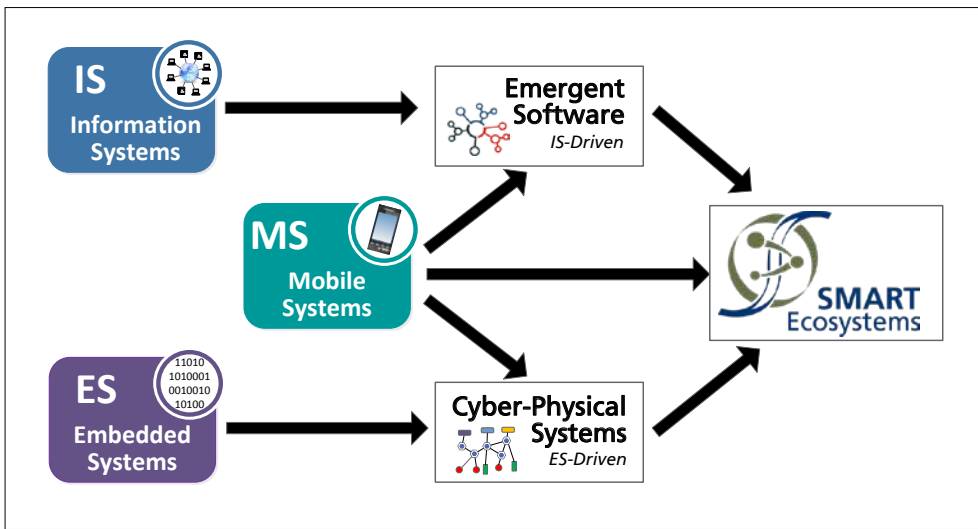 IS
Information
Systems
Emergent
Software
IS-Driven
MS
Mobile
Systems
SMART
Ecosystems
ES
11010
1010001
0010010
10100
Embedded
Systems
Cyber-Physical
Systems
ES-Driven